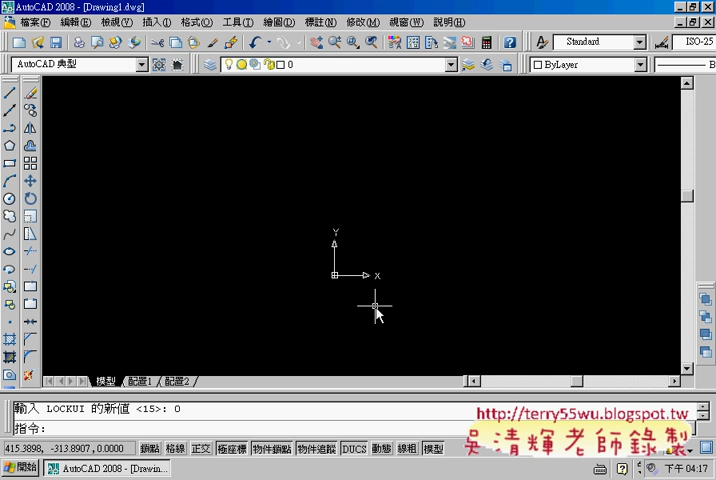 AutoCAD 2008 - [Drawing1.dwg]
檔案(F) 編輯(E) 檢視(V) 插入(I) 格式(O) 工具(T) 繪圖(D) 標註(N) 修改(M) 視窗(W) 說明(H)
Standard ISO-25
AutoCAD 典型 0 ByLayer B
Y
X
模型 配置1 配置2
輸入 LOCKUI 的新值 <15>: 0
指令:
http://terry55wu.blogspot.tw
吳清輝老師錄製
415.3898, -313.8907, 0.0000 鎖點 格線 正交 極座標 物件鎖點 物件追蹤 DUCS 動態 線粗 模型
開始 AutoCAD 2008 - [Drawin... 下午 04:17